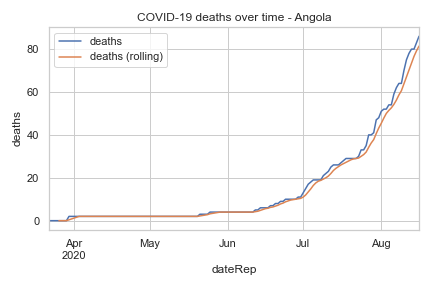 COVID-19 deaths over time - Angola
deaths
deaths (rolling)
deaths
80
60
40
20
0
Apr
2020
May
Jun
Jul
Aug
dateRep